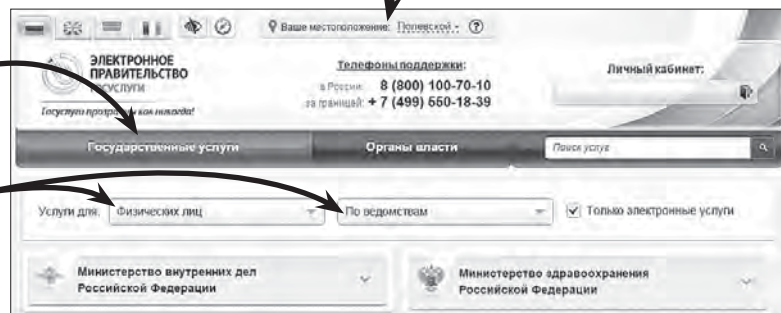 Ваше местоположение: Полевской
ЭЛЕКТРОННОЕ
ПРАВИТЕЛЬСТВО
ГОСУСЛУГИ
Госуслуги как никогда!
Телефоны поддержки:
в России: 8 (800) 100-70-10
за границей: + 7 (499) 550-18-39
Личный кабинет:
Государственные услуги
Органы власти
Поиск услуг
Услуги для: Физических лиц
По ведомствам
Только электронные услуги
Министерство внутренних дел
Российской Федерации
Министерство здравоохранения
Российской Федерации